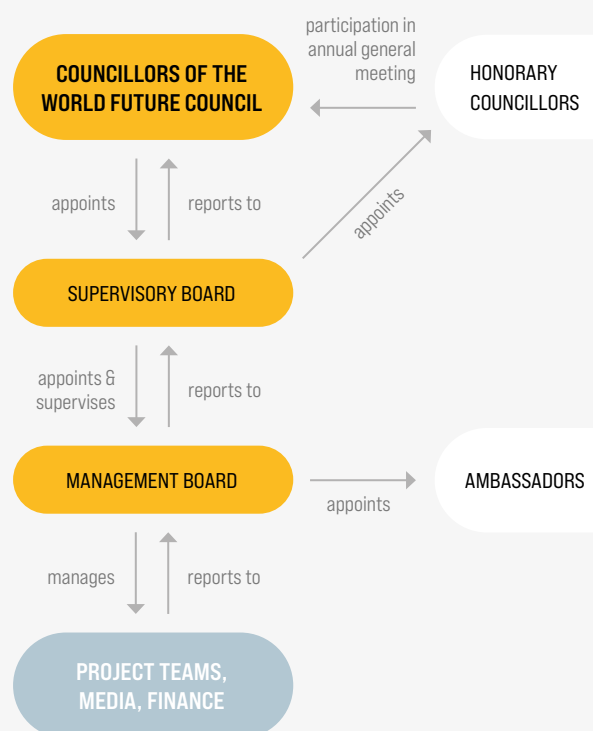 participation in
annual general
meeting
COUNCILLORS OF THE
WORLD FUTURE COUNCIL
HONORARY
COUNCILLORS
appoints
reports to
appoints
SUPERVISORY BOARD
appoints &
supervises
reports to
MANAGEMENT BOARD
appoints
AMBASSADORS
manages
reports to
PROJECT TEAMS,
MEDIA, FINANCE